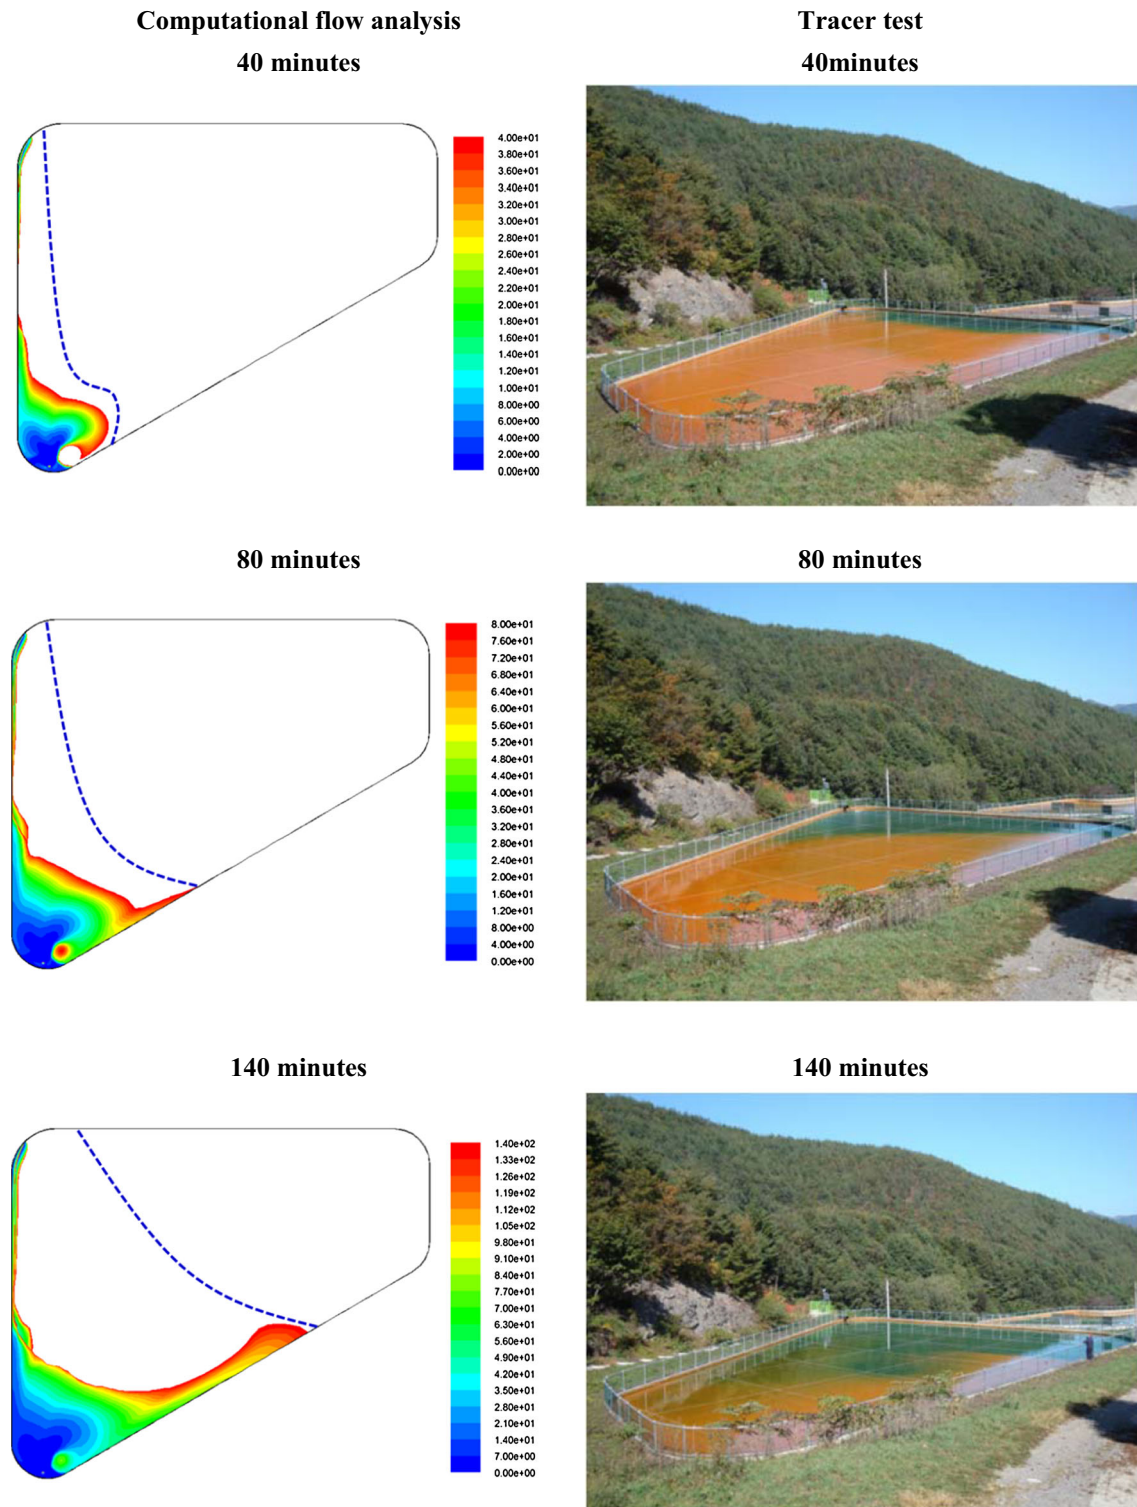 Computational flow analysis
Tracer test
40 minutes
40minutes
4.00e+01
3.80e+01
3.60e+01
3.40e+01
3.20e+01
3.00e+01
2.80e+01
2.60e+01
2.40e+01
2.20e+01
2.00e+01
1.80e+01
1.60e+01
1.40e+01
1.20e+01
1.00e+01
8.00e+00
6.00e+00
4.00e+00
2.00e+00
0.00e+00
80 minutes
80 minutes
8.00e+01
7.60e+01
7.20e+01
6.80e+01
6.40e+01
6.00e+01
5.60e+01
5.20e+01
4.80e+01
4.40e+01
4.00e+01
3.60e+01
3.20e+01
2.80e+01
2.40e+01
2.00e+01
1.60e+01
1.20e+01
8.00e+00
4.00e+00
0.00e+00
140 minutes
140 minutes
1.40e+02
1.33e+02
1.26e+02
1.19e+02
1.12e+02
1.05e+02
9.80e+01
9.10e+01
8.40e+01
7.70e+01
7.00e+01
6.30e+01
5.60e+01
4.90e+01
4.20e+01
3.50e+01
2.80e+01
2.10e+01
1.40e+01
7.00e+00
0.00e+00